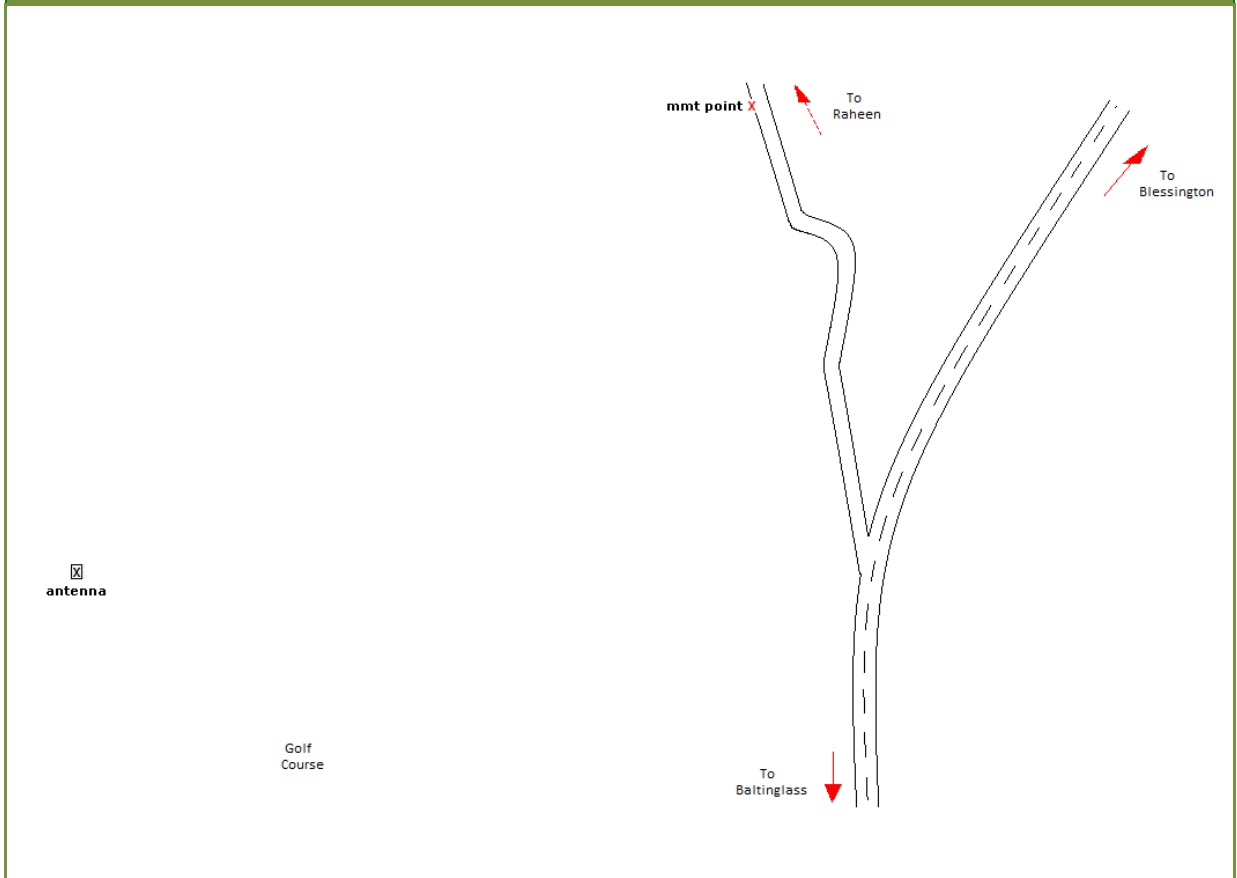 mmt point X
To
Raheen
To
Blessington
X
antenna
Golf
Course
To
Baltinglass